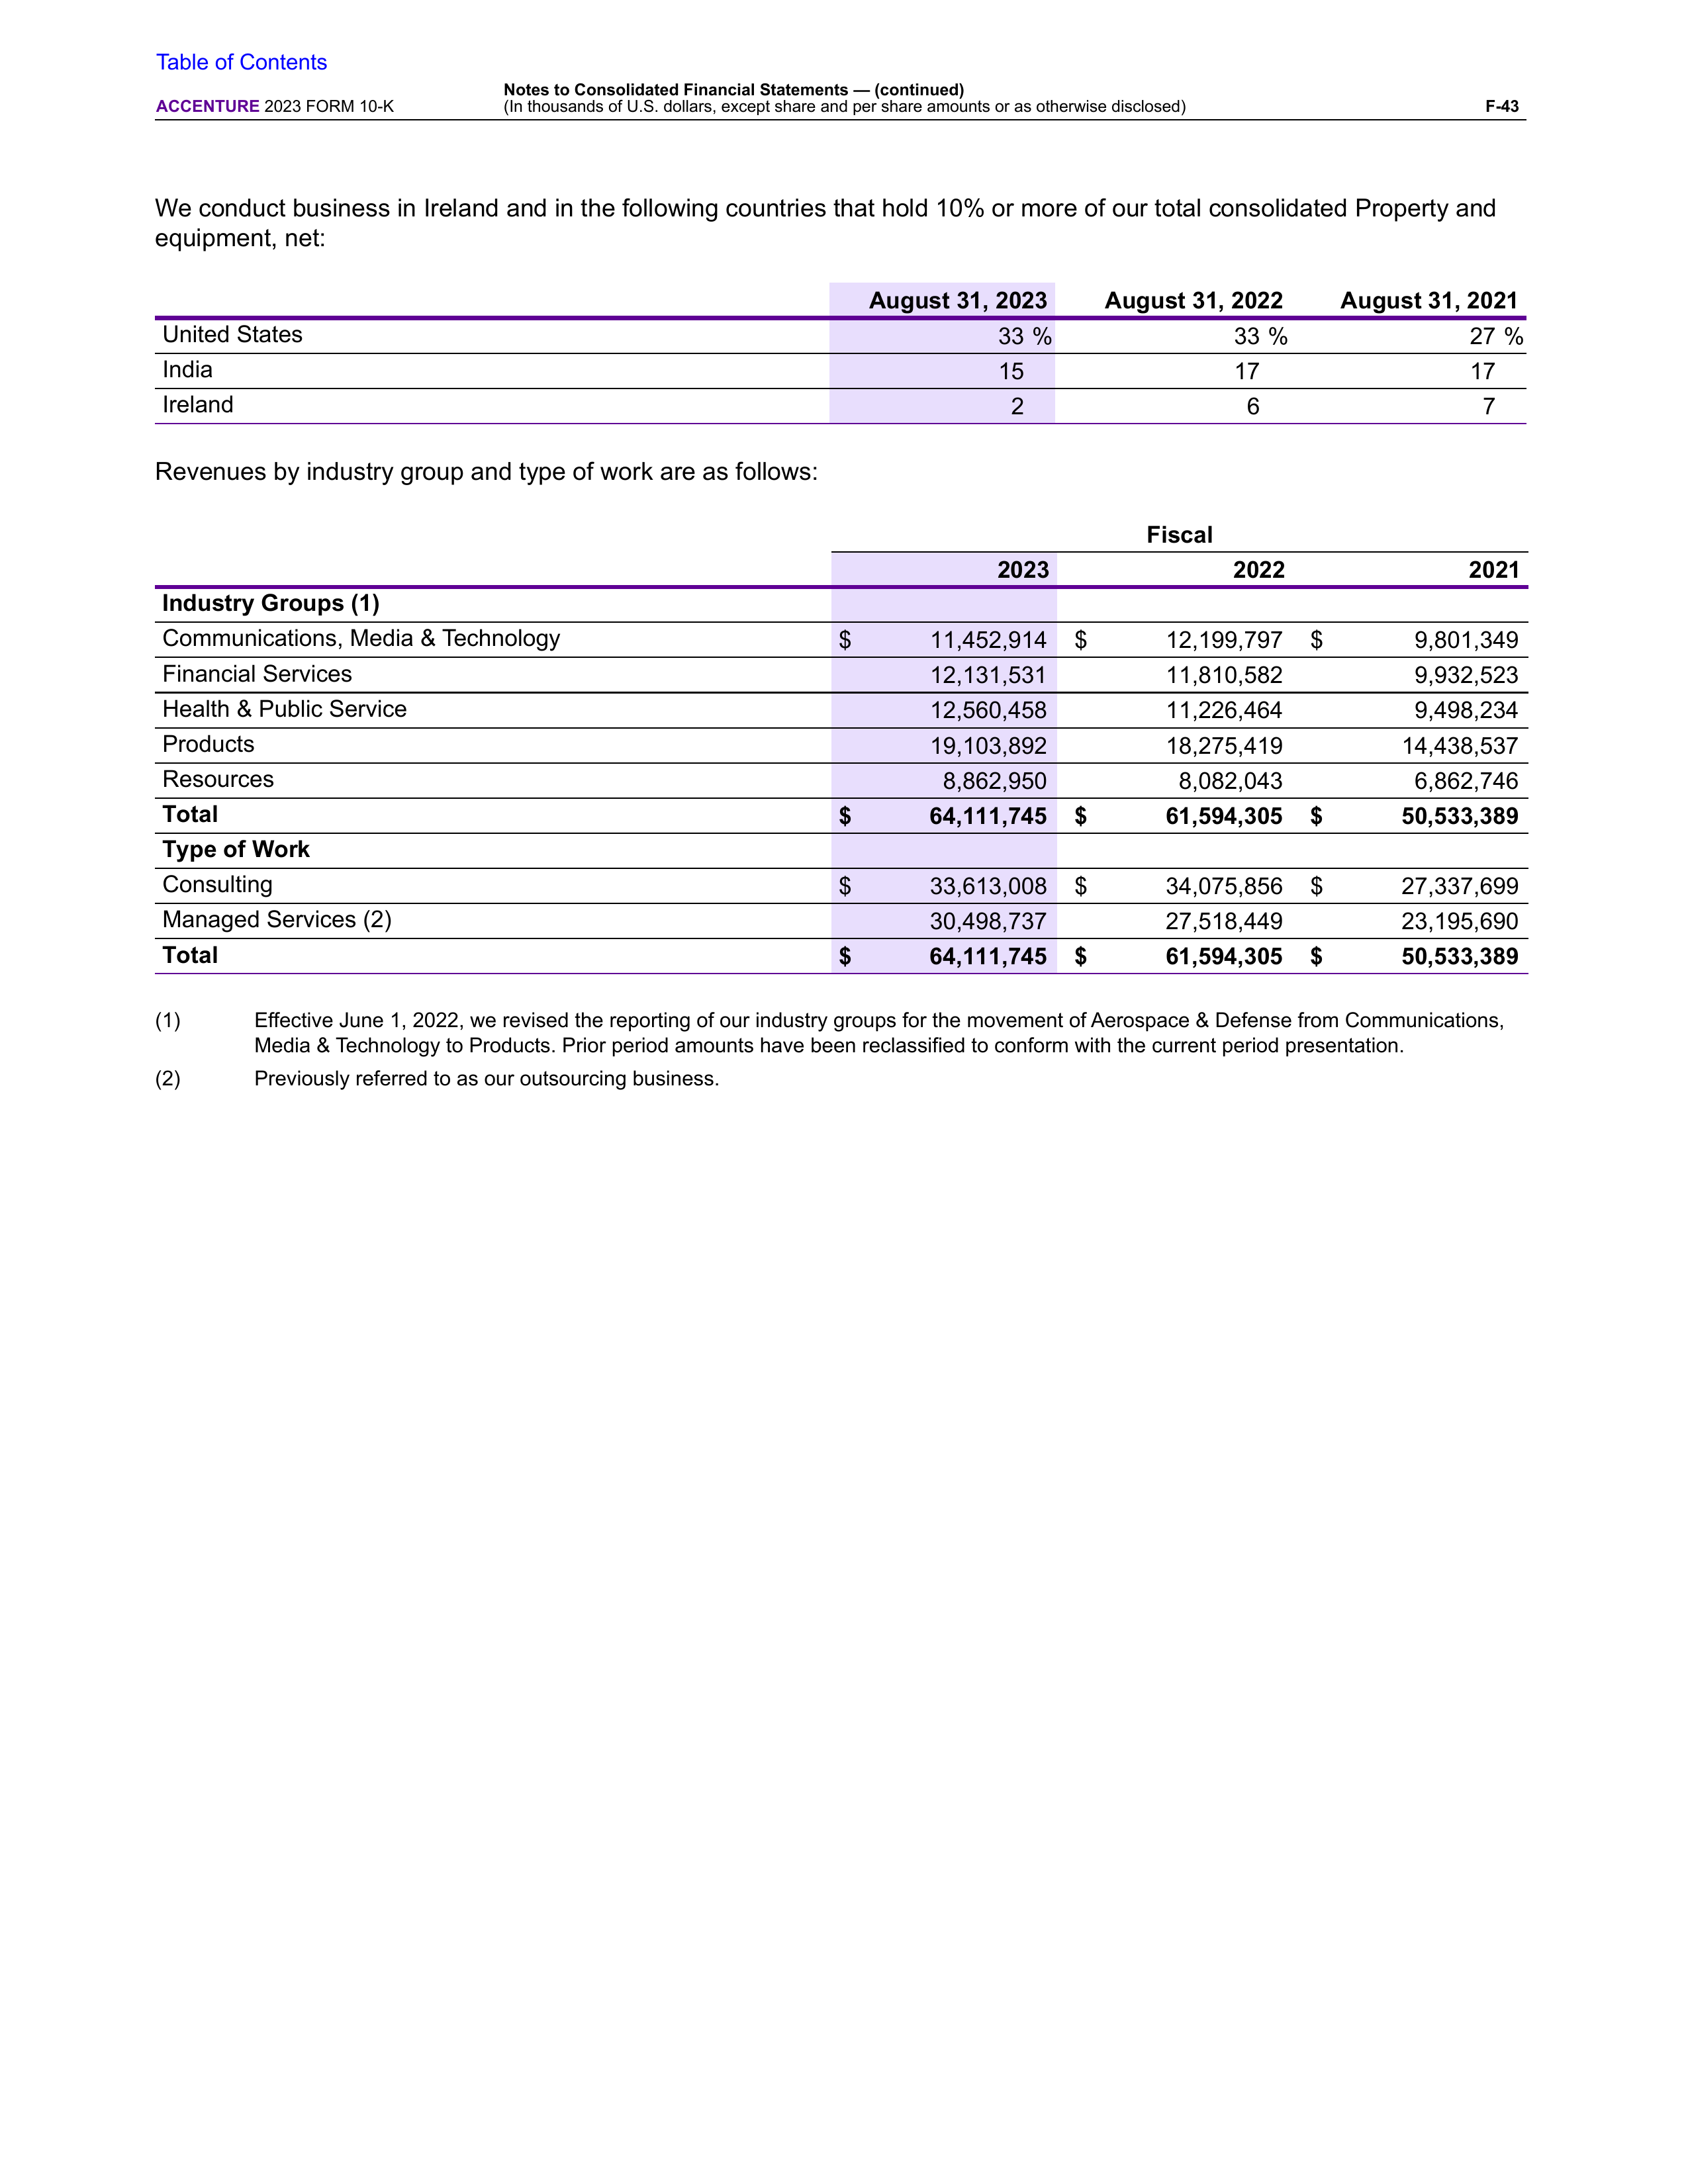 Table of Contents
Notes to Consolidated Financial Statements — (continued)
ACCENTURE 2023 FORM 10-K (In thousands of U.S. dollars, except share and per share amounts or as otherwise disclosed) F-43
We conduct business in Ireland and in the following countries that hold 10% or more of our total consolidated Property and
equipment, net:
August 31, 2023 August 31, 2022 August 31, 2021
United States 33 % 33 % 27 %
India 15 17 17
Ireland 2 6 7
Revenues by industry group and type of work are as follows:
Fiscal
2023 2022 2021
Industry Groups (1)
Communications, Media & Technology $ 11,452,914 $ 12,199,797 $ 9,801,349
Financial Services 12,131,531 11,810,582 9,932,523
Health & Public Service 12,560,458 11,226,464 9,498,234
Products 19,103,892 18,275,419 14,438,537
Resources 8,862,950 8,082,043 6,862,746
Total $ 64,111,745 $ 61,594,305 $ 50,533,389
Type of Work
Consulting $ 33,613,008 $ 34,075,856 $ 27,337,699
Managed Services (2) 30,498,737 27,518,449 23,195,690
Total $ 64,111,745 $ 61,594,305 $ 50,533,389
(1) Effective June 1, 2022, we revised the reporting of our industry groups for the movement of Aerospace & Defense from Communications,
Media & Technology to Products. Prior period amounts have been reclassified to conform with the current period presentation.
(2) Previously referred to as our outsourcing business.